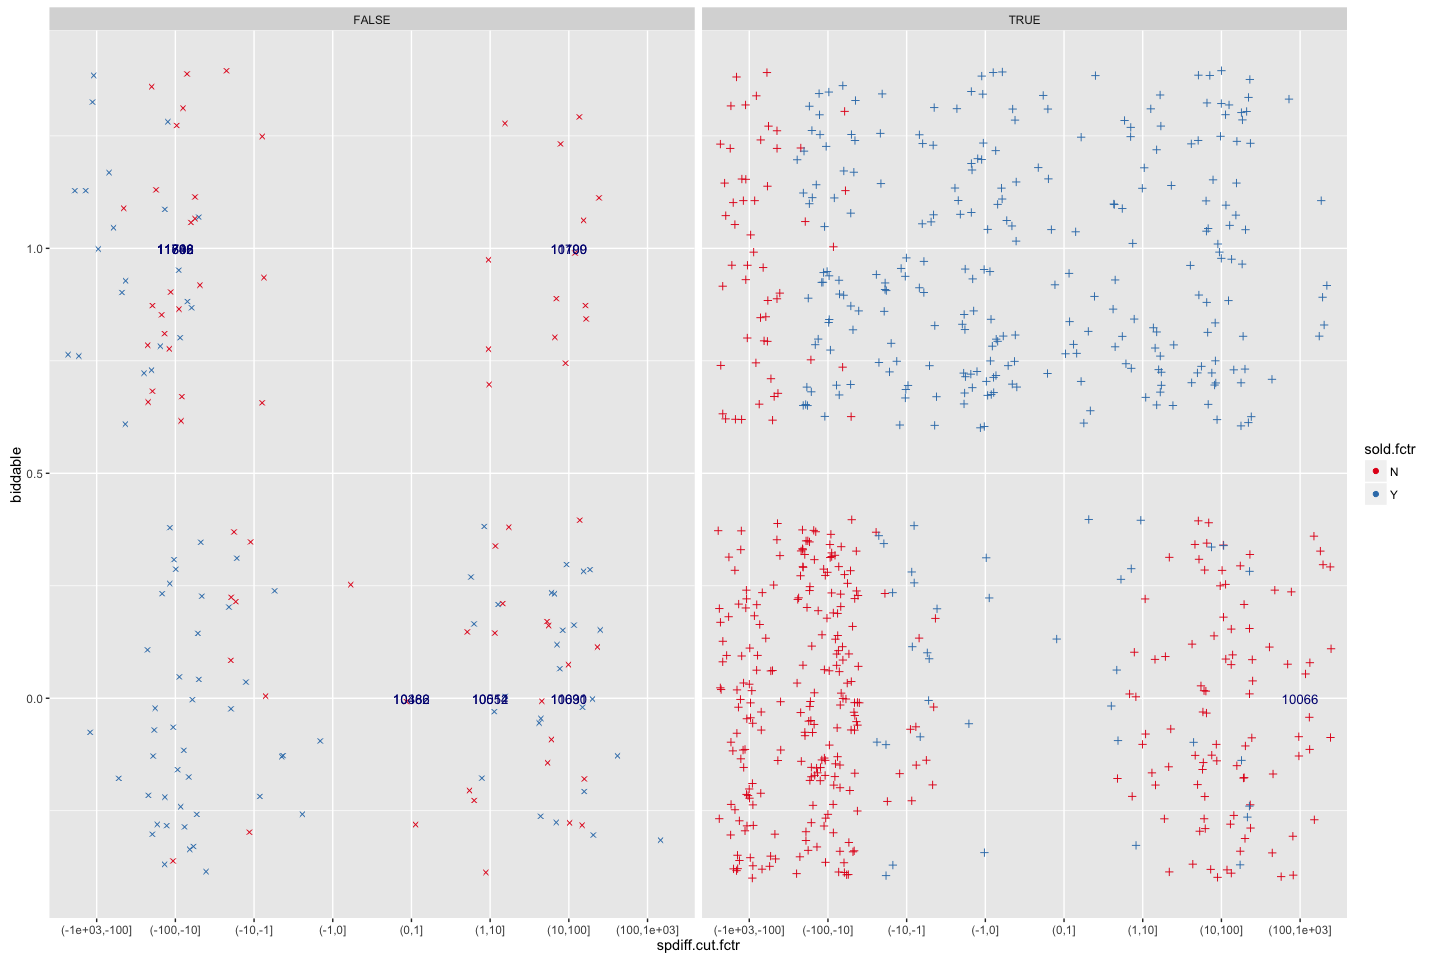 FALSE
TRUE
biddable
1.0
0.5
0.0
10066
(-1e+03,-100]
(-100,-10]
(-10,-1]
(-1,0]
(0,1]
(1,10]
(10,100]
(100,1e+03]
(-1e+03,-100]
(-100,-10]
(-10,-1]
(-1,0]
(0,1]
(1,10]
(10,100]
(100,1e+03]
spdiff.cut.fctr
sold.fctr
N
Y